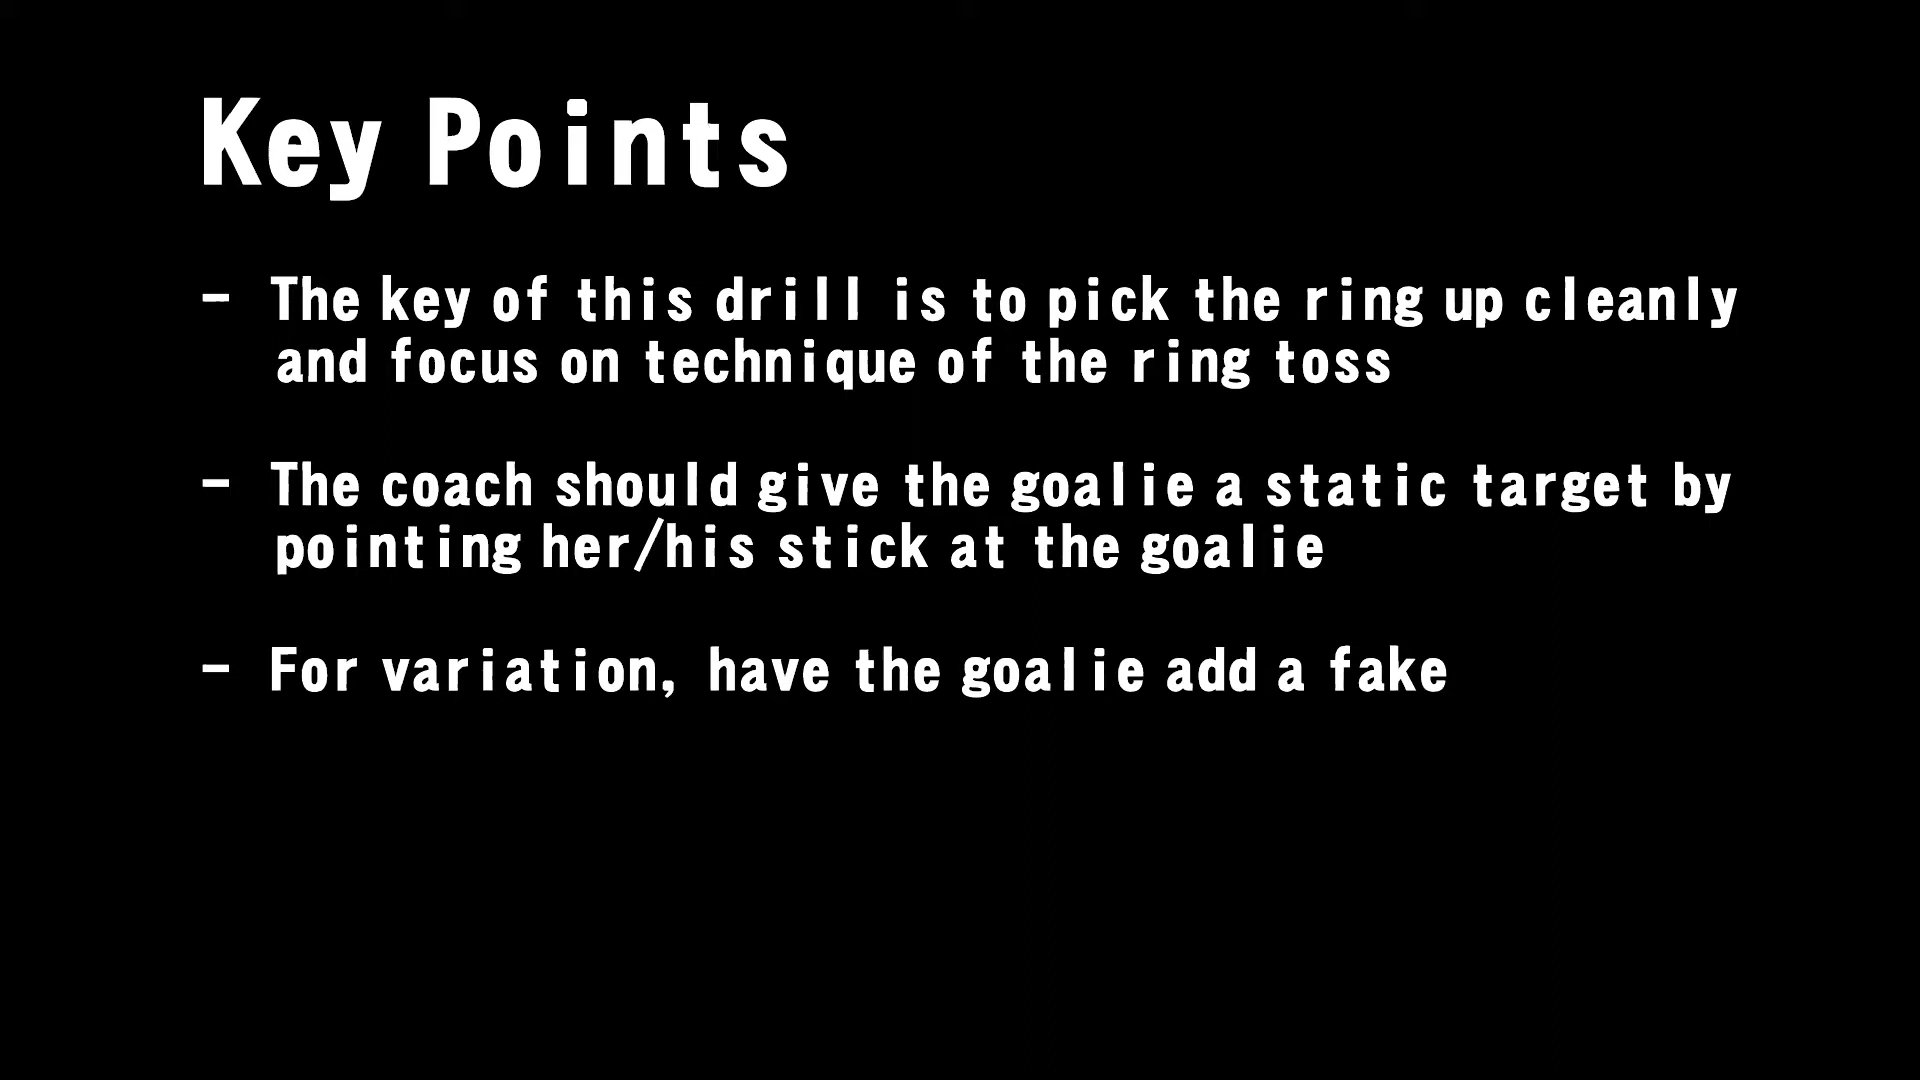 Key Points
- The key of this drill is to pick the ring up cleanly
and focus on technique of the ring toss
- The coach should give the goalie a static target by
pointing her/his stick at the goalie
- For variation, have the goalie add a fake